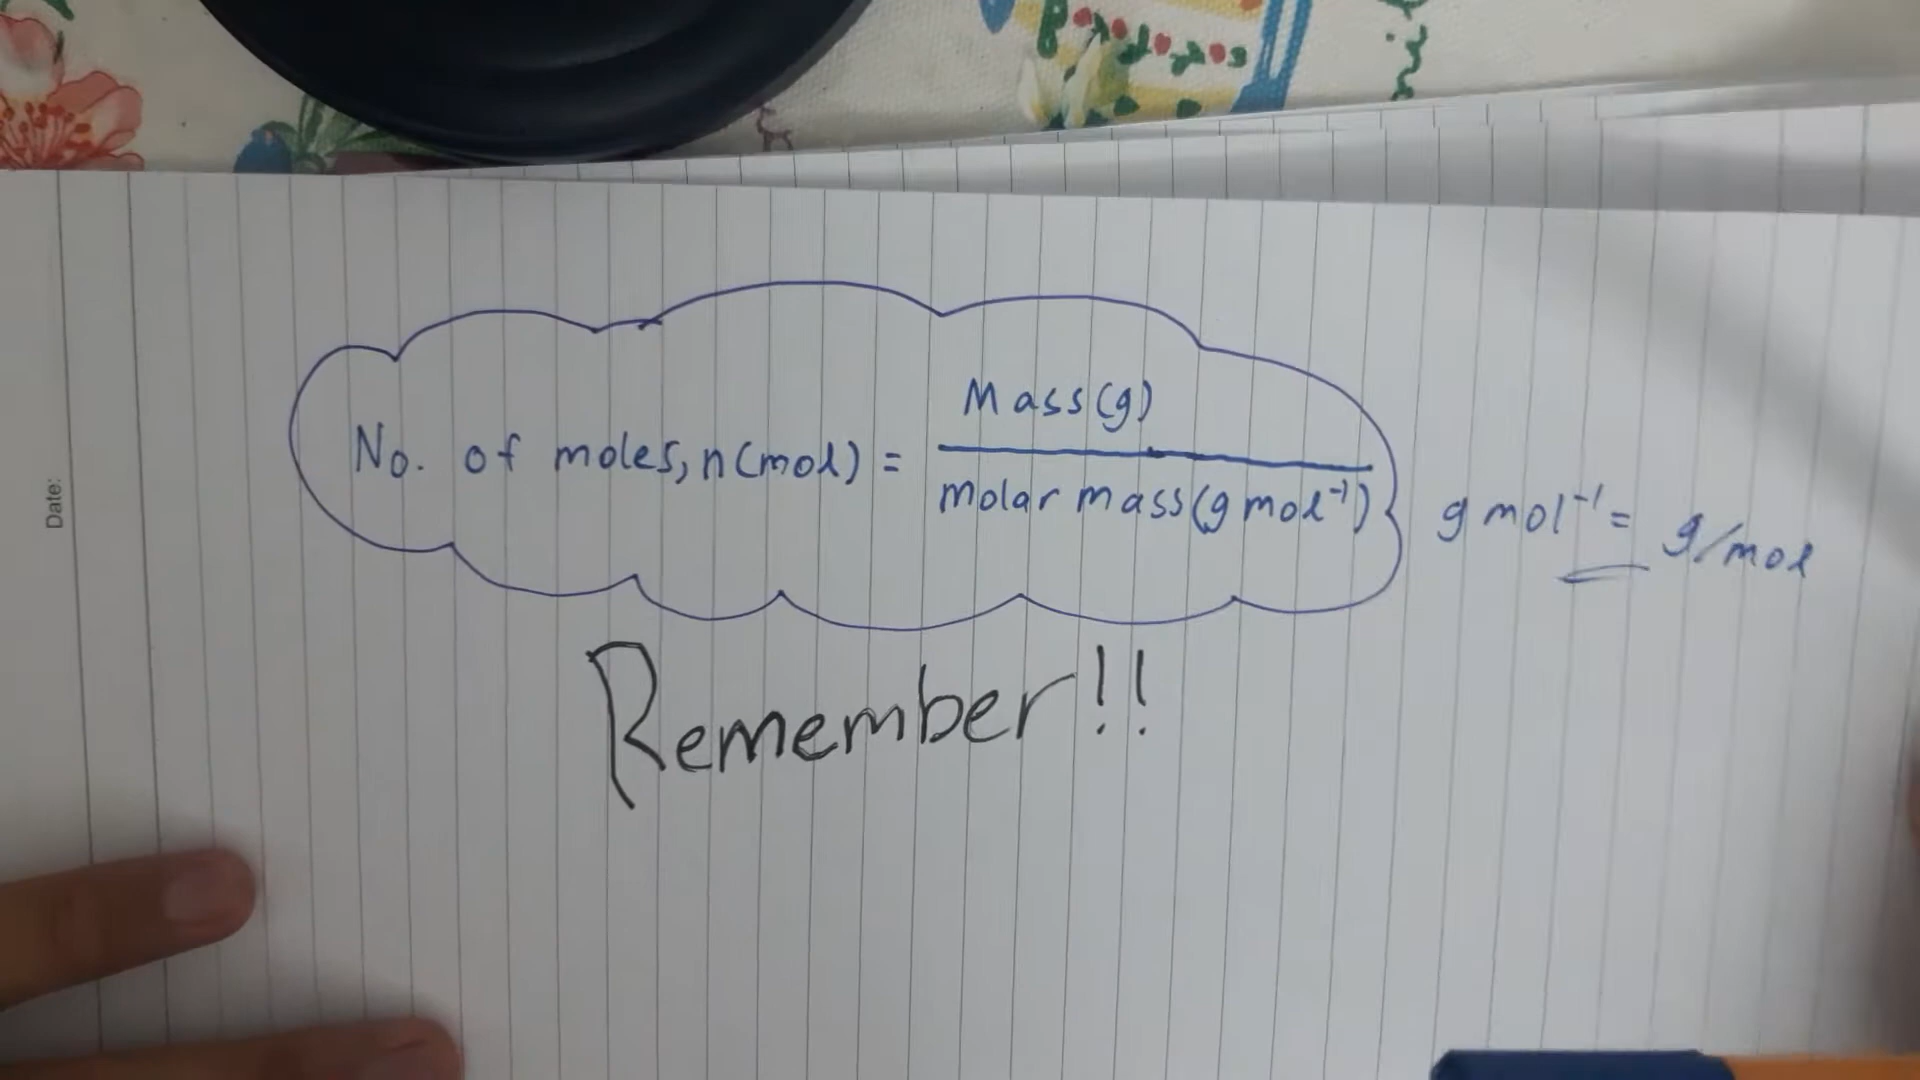 No. of moles, n(mol) = Mass(g)
molar mass(g mol⁻¹)
g mol⁻¹ = g/mol
Remember!!
Date: